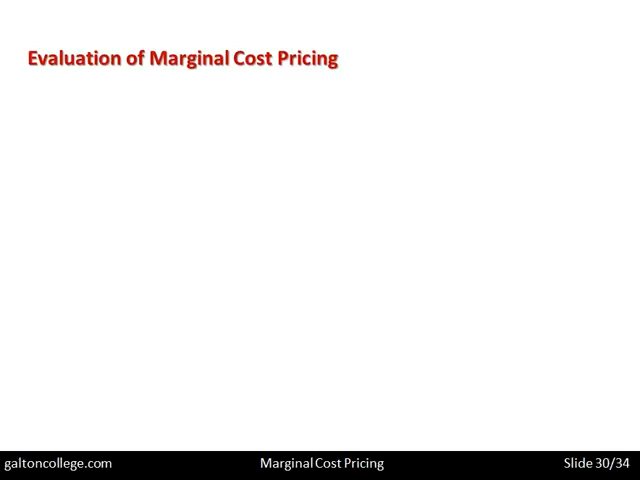 Evaluation of Marginal Cost Pricing
galtoncollege.com Marginal Cost Pricing Slide 30/34